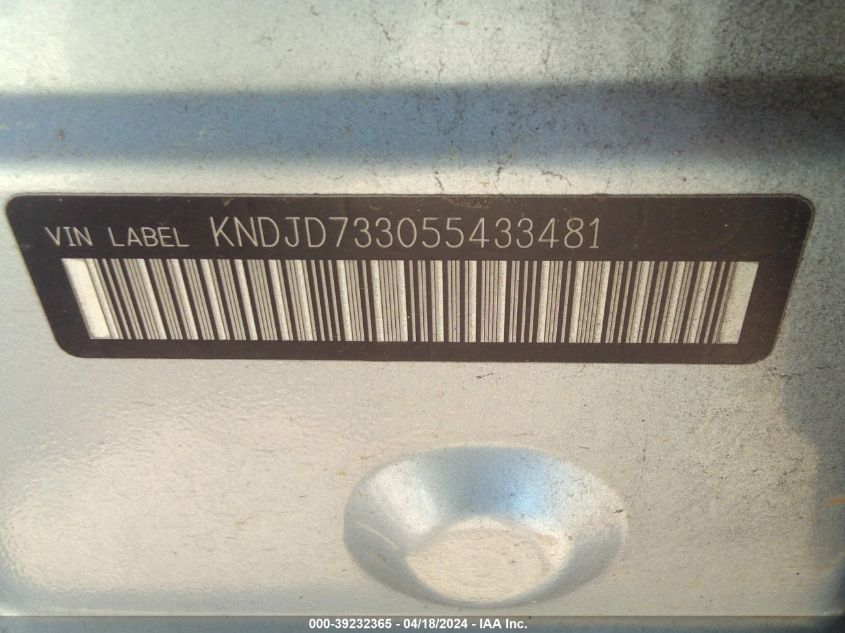 VIN LABEL KNDJD733055433481
000-39232365 - 04/18/2024 - IAA Inc.